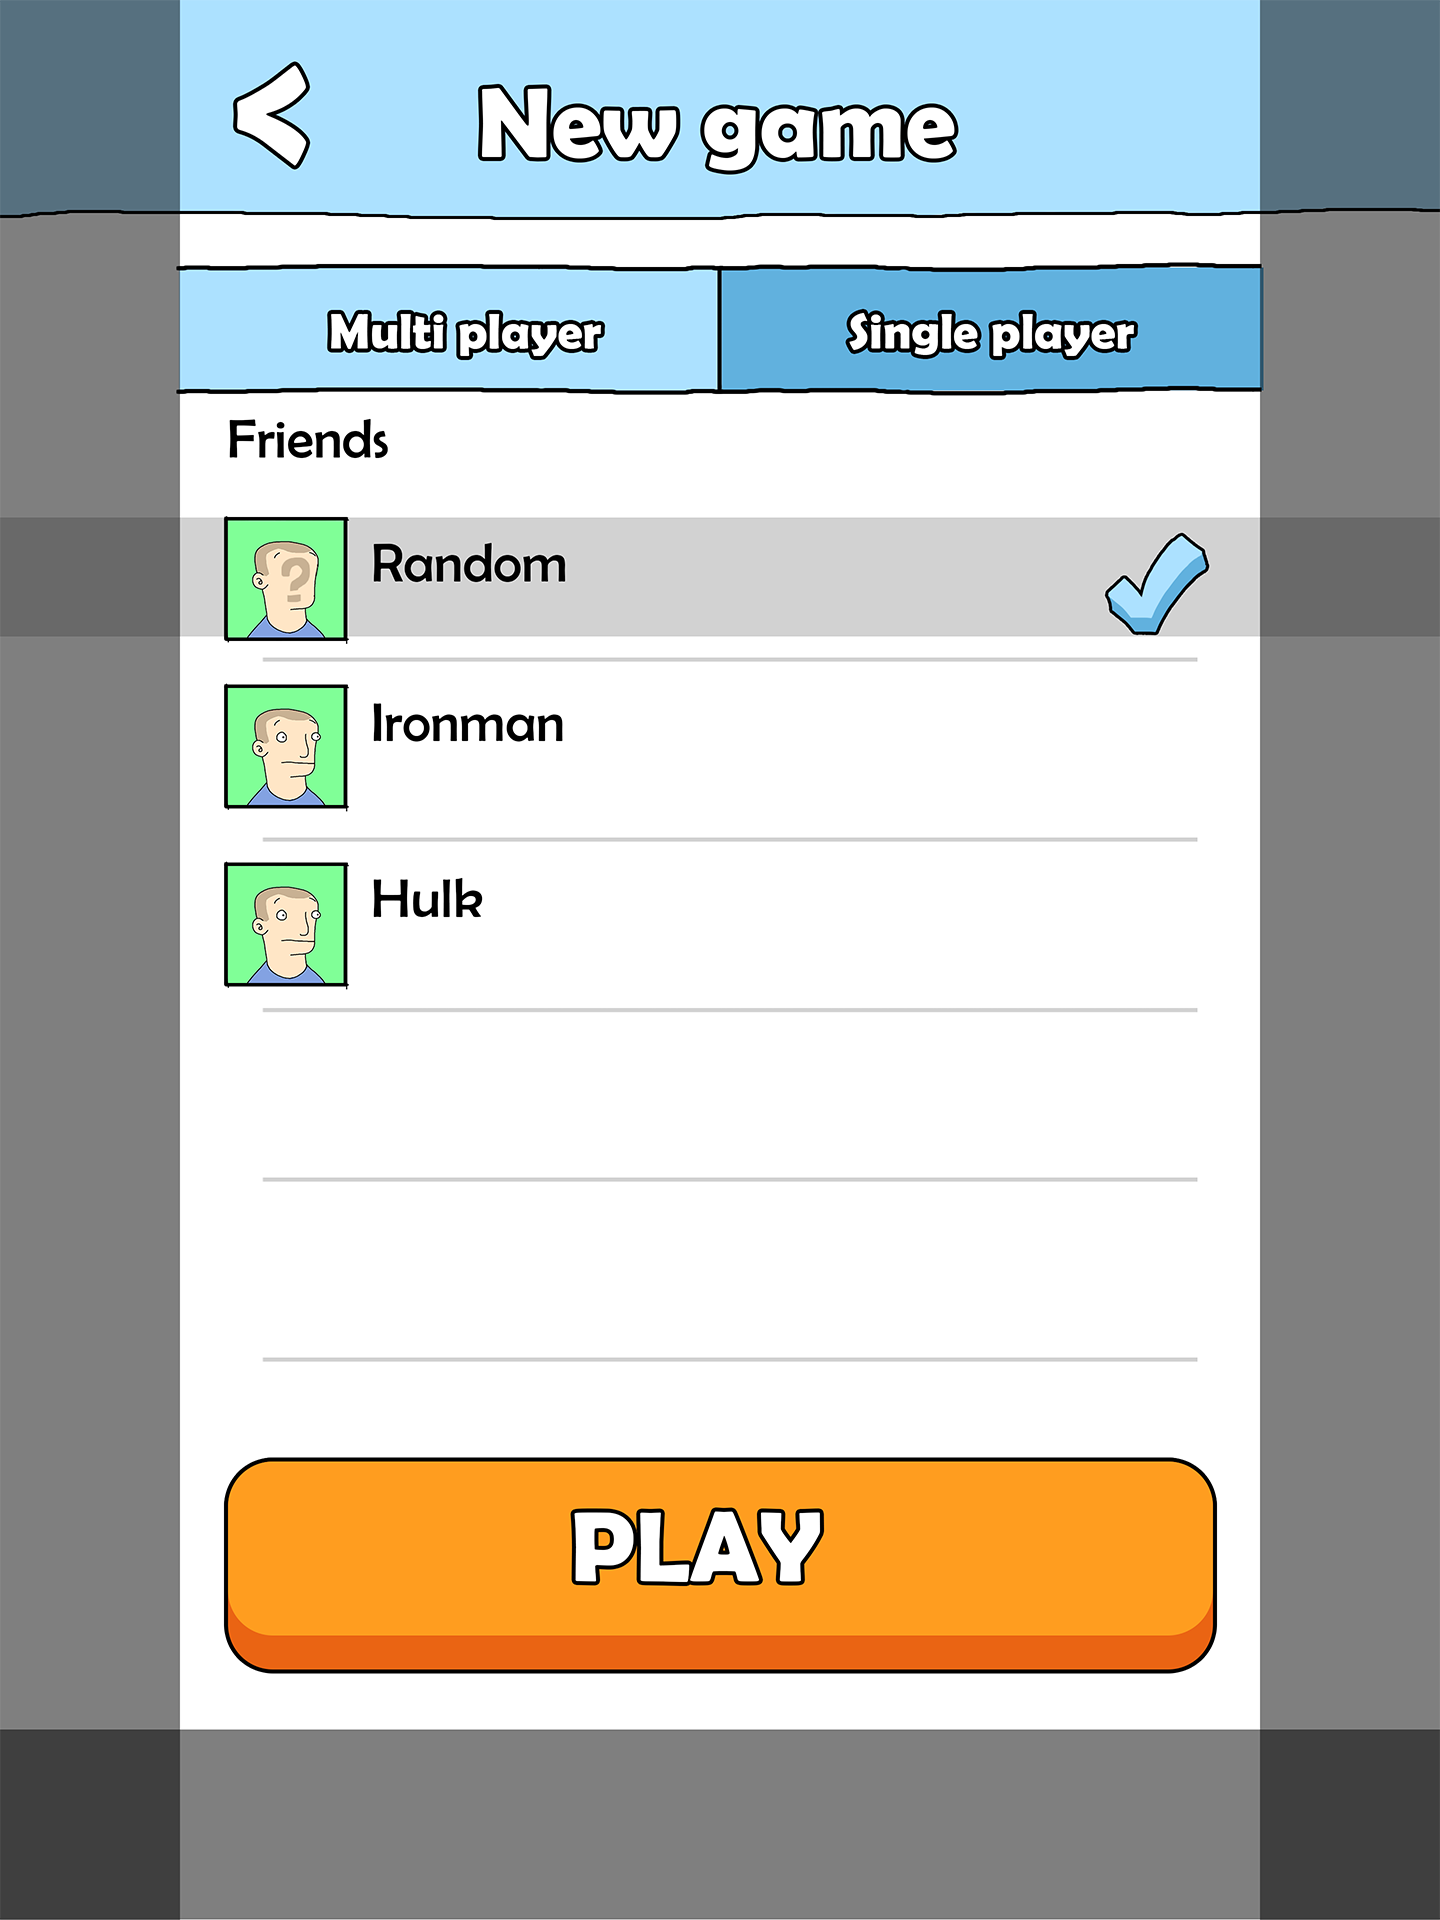 New game
Multi player
Single player
Friends
Random
Ironman
Hulk
PLAY